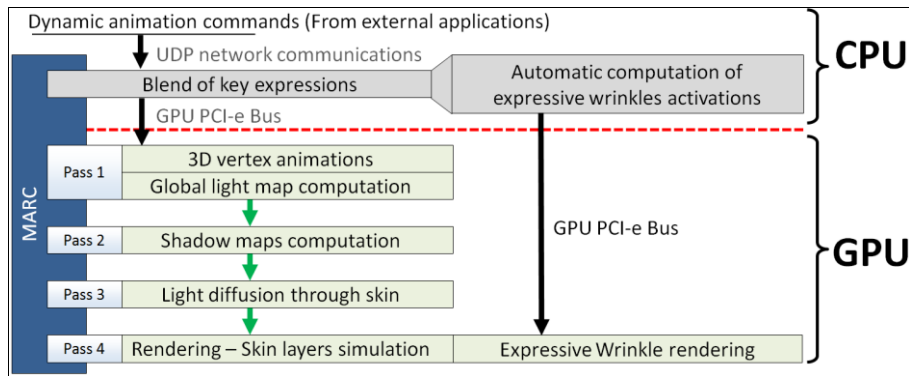 Dynamic animation commands (From external applications)
UDP network communications
CPU
Blend of key expressions
Automatic computation of
expressive wrinkles activations
GPU PCI-e Bus
MARC
Pass 1
3D vertex animations
Global light map computation
Pass 2
Shadow maps computation
GPU PCI-e Bus
GPU
Pass 3
Light diffusion through skin
Pass 4
Rendering – Skin layers simulation
Expressive Wrinkle rendering